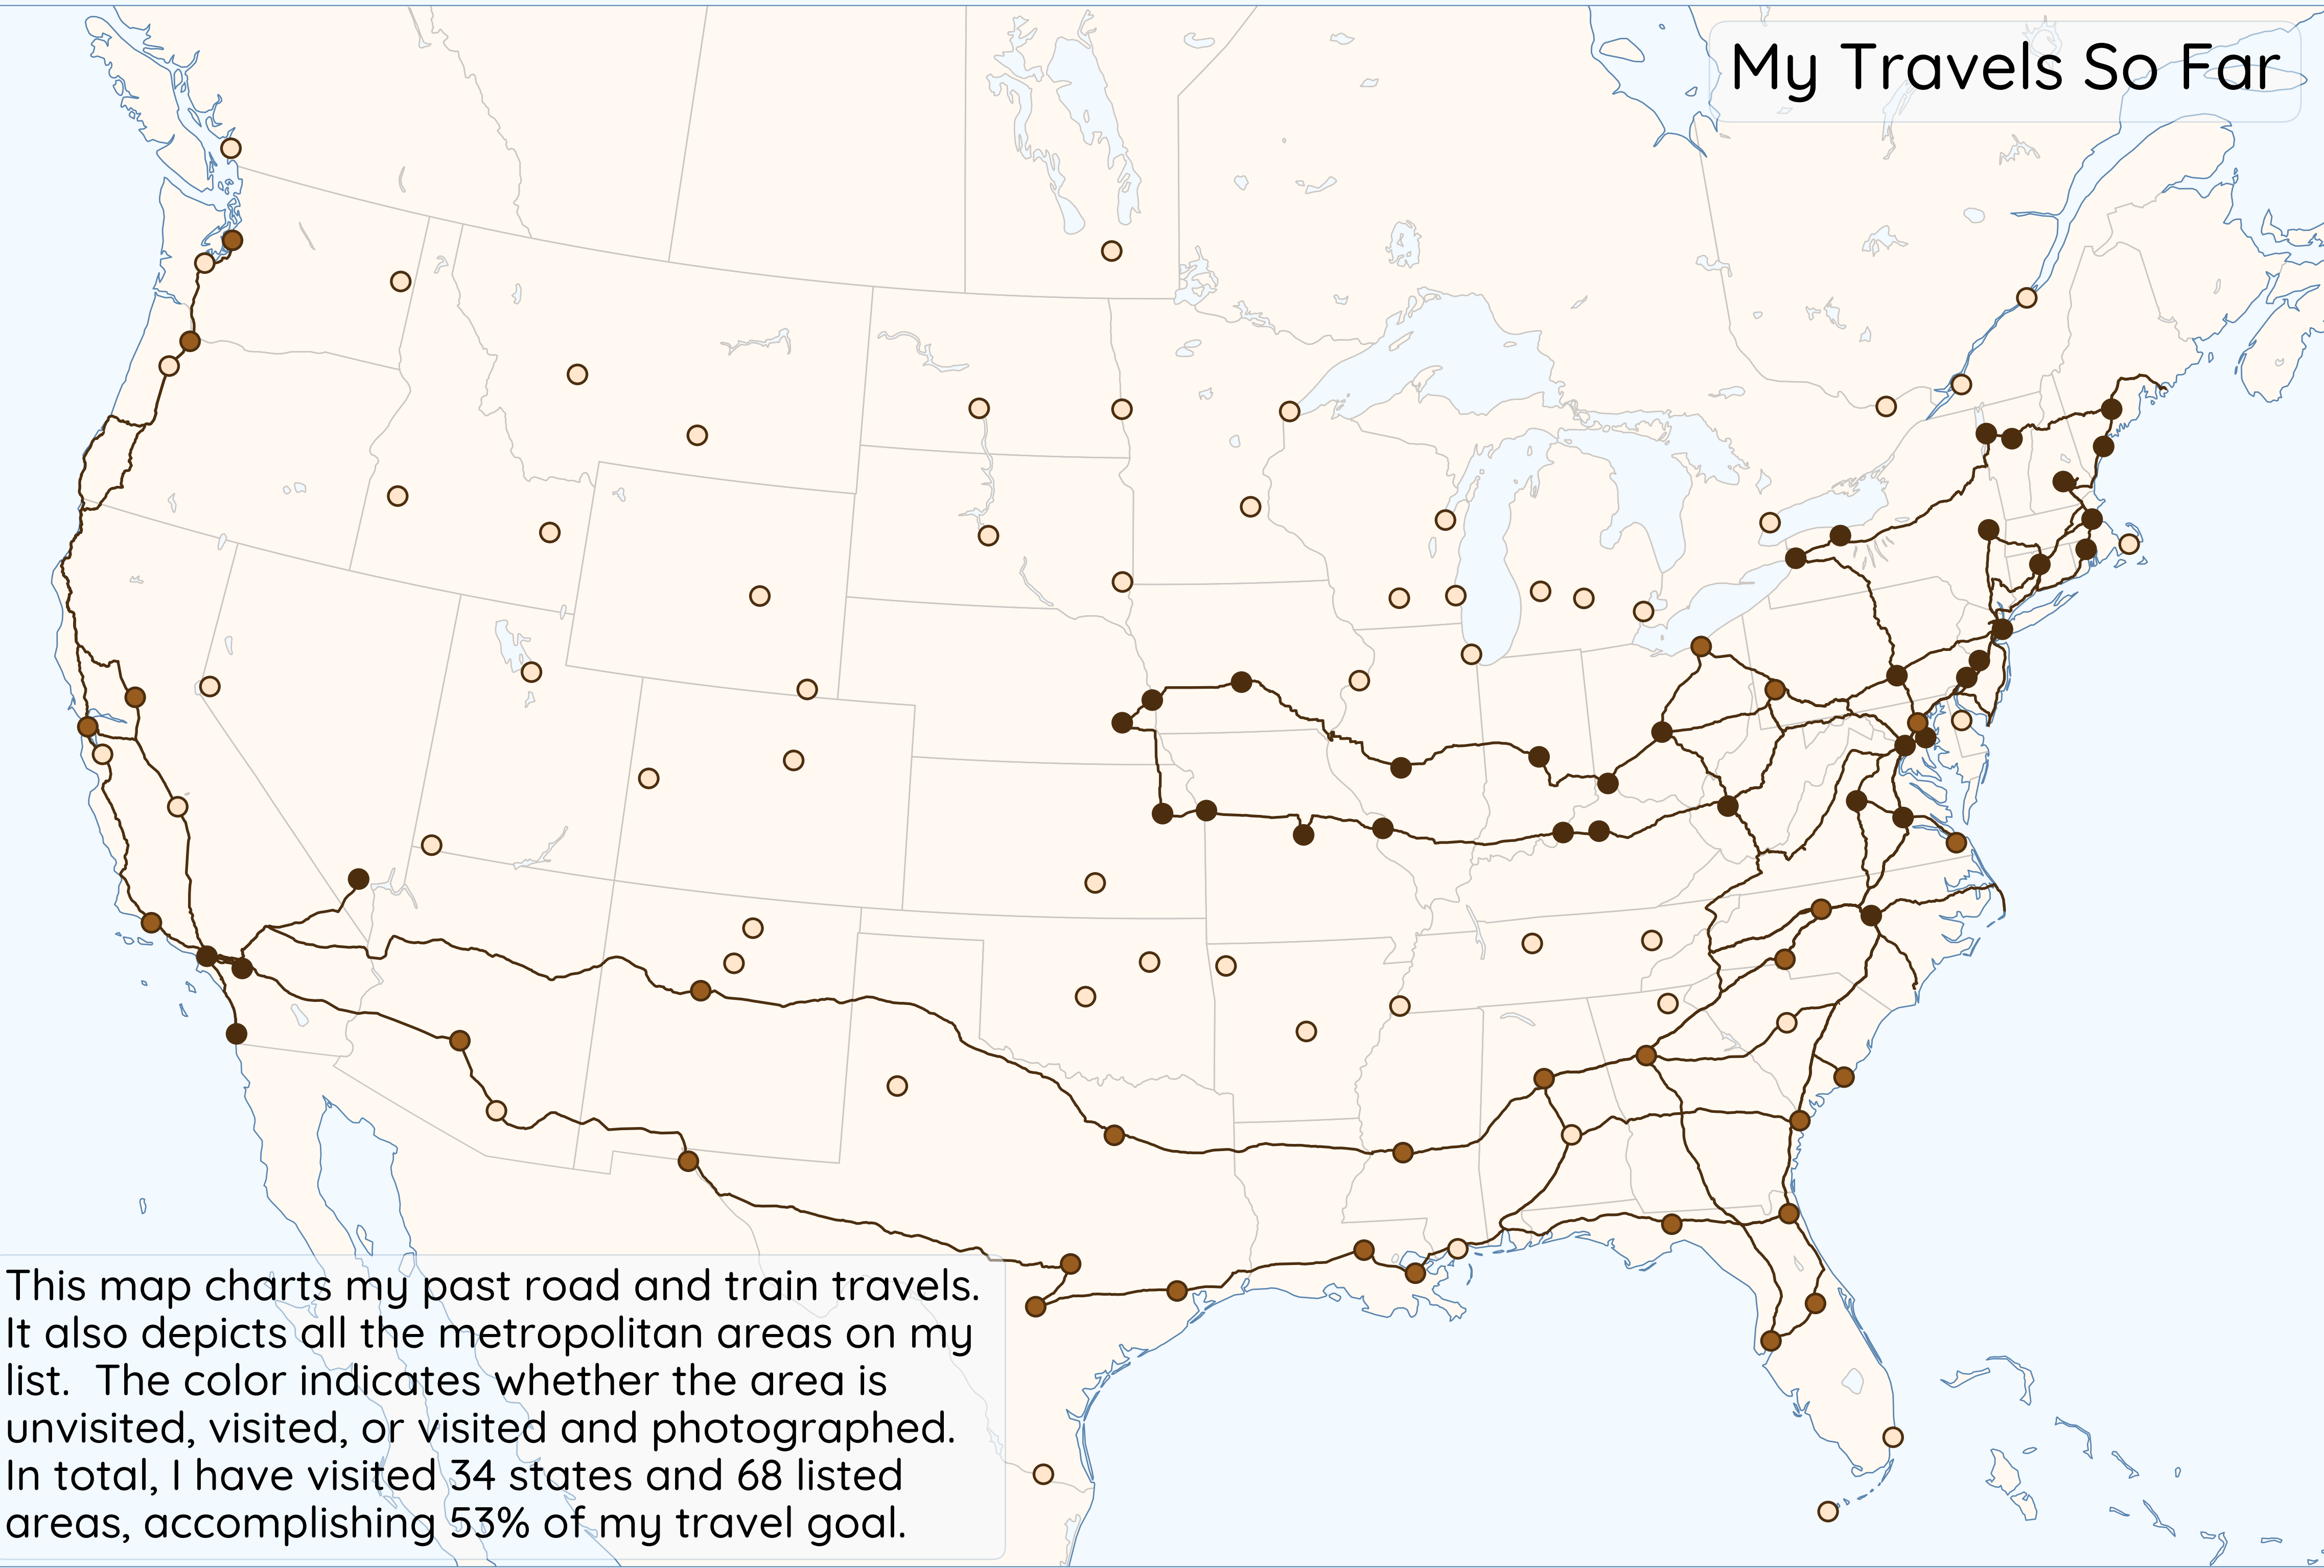 My Travels So Far
This map charts my past road and train travels.
It also depicts all the metropolitan areas on my
list.  The color indicates whether the area is
unvisited, visited, or visited and photographed.
In total, I have visited 34 states and 68 listed
areas, accomplishing 53% of my travel goal.